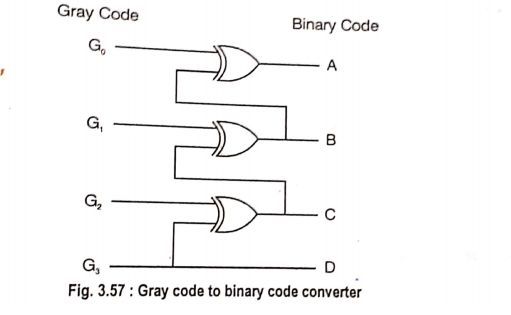 Gray Code
Binary Code
G₀
A
G₁
B
G₂
C
G₃
D
Fig. 3.57 : Gray code to binary code converter